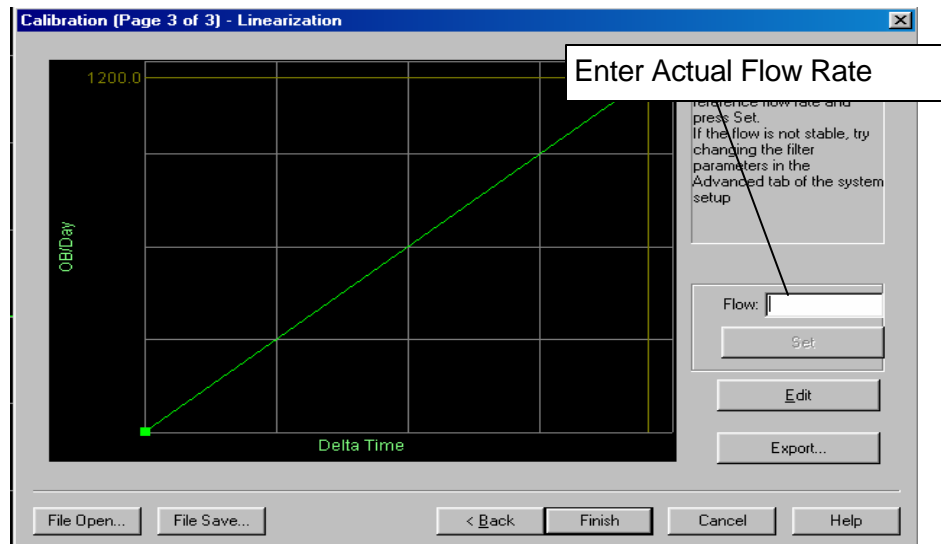 Calibration (Page 3 of 3) - Linearization
Enter Actual Flow Rate
1200.0
reference flow rate and
press Set.
If the flow is not stable, try
changing the filter
parameters in the
Advanced tab of the system
setup
OB/Day
Flow:
Set
Edit
Delta Time
Export...
File Open...
File Save...
< Back
Finish
Cancel
Help